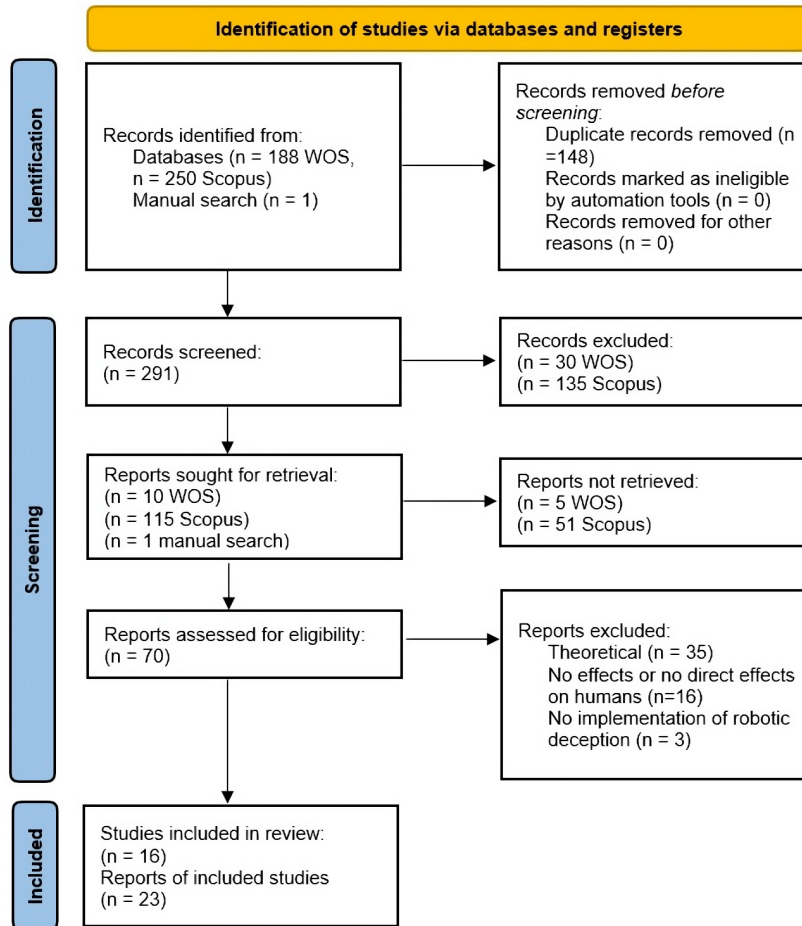 Identification of studies via databases and registers
Identification
Records identified from:
Databases (n = 188 WOS,
n = 250 Scopus)
Manual search (n = 1)
Records removed before
screening:
Duplicate records removed (n
=148)
Records marked as ineligible
by automation tools (n = 0)
Records removed for other
reasons (n = 0)
Screening
Records screened:
(n = 291)
Records excluded:
(n = 30 WOS)
(n = 135 Scopus)
Reports sought for retrieval:
(n = 10 WOS)
(n = 115 Scopus)
(n = 1 manual search)
Reports not retrieved:
(n = 5 WOS)
(n = 51 Scopus)
Reports assessed for eligibility:
(n = 70)
Reports excluded:
Theoretical (n = 35)
No effects or no direct effects
on humans (n=16)
No implementation of robotic
deception (n = 3)
Included
Studies included in review:
(n = 16)
Reports of included studies
(n = 23)